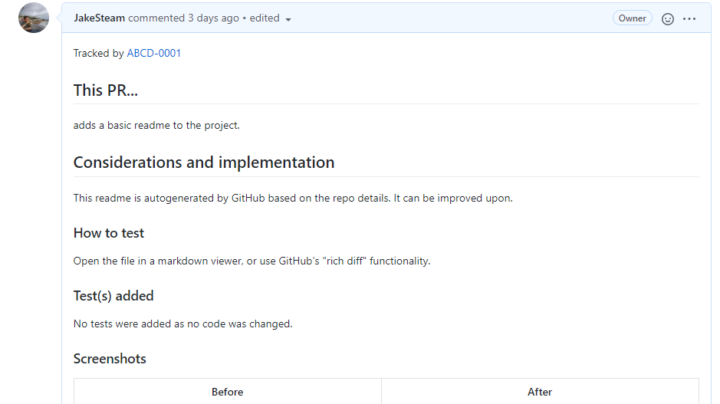 JakeSteam commented 3 days ago • edited
Owner
Tracked by ABCD-0001
This PR...
adds a basic readme to the project.
Considerations and implementation
This readme is autogenerated by GitHub based on the repo details. It can be improved upon.
How to test
Open the file in a markdown viewer, or use GitHub's "rich diff" functionality.
Test(s) added
No tests were added as no code was changed.
Screenshots
Before After